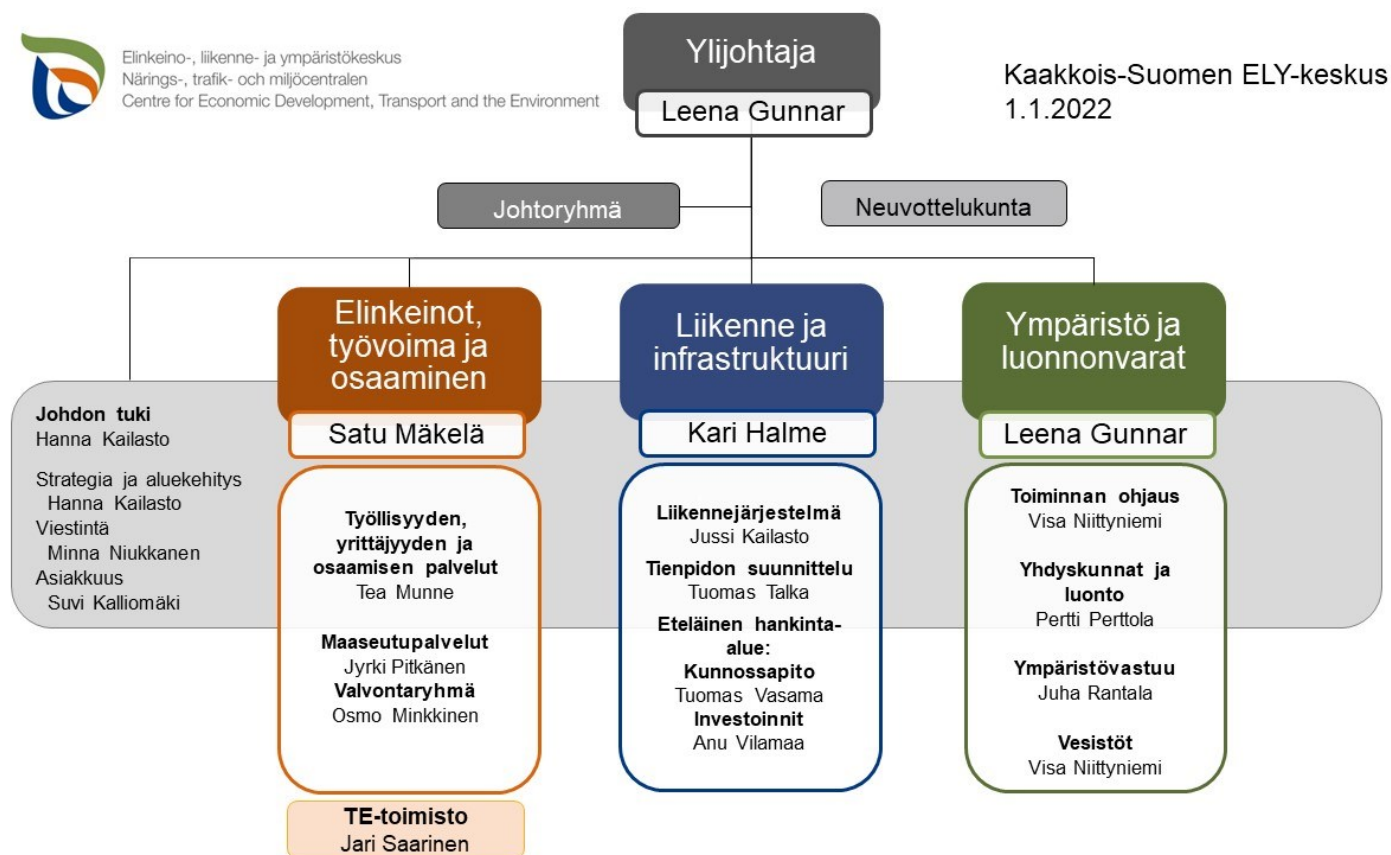 Elinkeino-, liikenne- ja ympäristökeskus
Närings-, trafik- och miljöcentralen
Centre for Economic Development, Transport and the Environment
Ylijohtaja
Leena Gunnar
Kaakkois-Suomen ELY-keskus
1.1.2022
Johtoryhmä
Neuvottelukunta
Johdon tuki
Hanna Kailasto
Strategia ja aluekehitys
Hanna Kailasto
Viestintä
Minna Niukkanen
Asiakkuus
Suvi Kalliomäki
Elinkeinot,
työvoima ja
osaaminen
Satu Mäkelä
Työllisyyden,
yrittäjyyden ja
osaamisen palvelut
Tea Munne
Maaseutupalvelut
Jyrki Pitkänen
Valvontaryhmä
Osmo Minkkinen
TE-toimisto
Jari Saarinen
Liikenne ja
infrastruktuuri
Kari Halme
Liikennejärjestelmä
Jussi Kailasto
Tienpidon suunnittelu
Tuomas Talka
Eteläinen hankinta-
alue:
Kunnossapito
Tuomas Vasama
Investoinnit
Anu Vilamaa
Ympäristö ja
luonnonvarat
Leena Gunnar
Toiminnan ohjaus
Visa Niittyniemi
Yhdyskunnat ja
luonto
Pertti Perttola
Ympäristövastuu
Juha Rantala
Vesistöt
Visa Niittyniemi